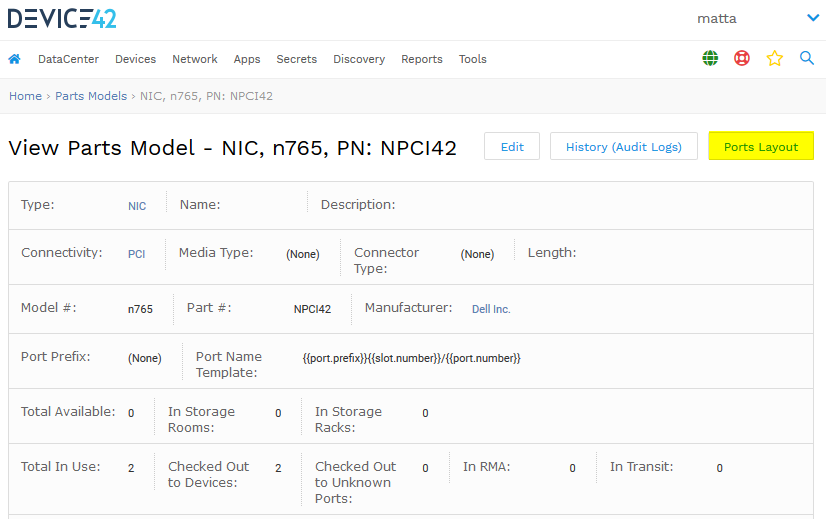 DEVICE42
matta
DataCenter Devices Network Apps Secrets Discovery Reports Tools
Home › Parts Models › NIC, n765, PN: NPCI42
View Parts Model - NIC, n765, PN: NPCI42
Edit
History (Audit Logs)
Ports Layout
Type: NIC Name: Description:
Connectivity: PCI Media Type: (None) Connector Type: (None) Length:
Model #: n765 Part #: NPCI42 Manufacturer: Dell Inc.
Port Prefix: (None) Port Name Template: {{port.prefix}}{{slot.number}}/{{port.number}}
Total Available: 0 In Storage Rooms: 0 In Storage Racks: 0
Total In Use: 2 Checked Out to Devices: 2 Checked Out to Unknown Ports: 0 In RMA: 0 In Transit: 0